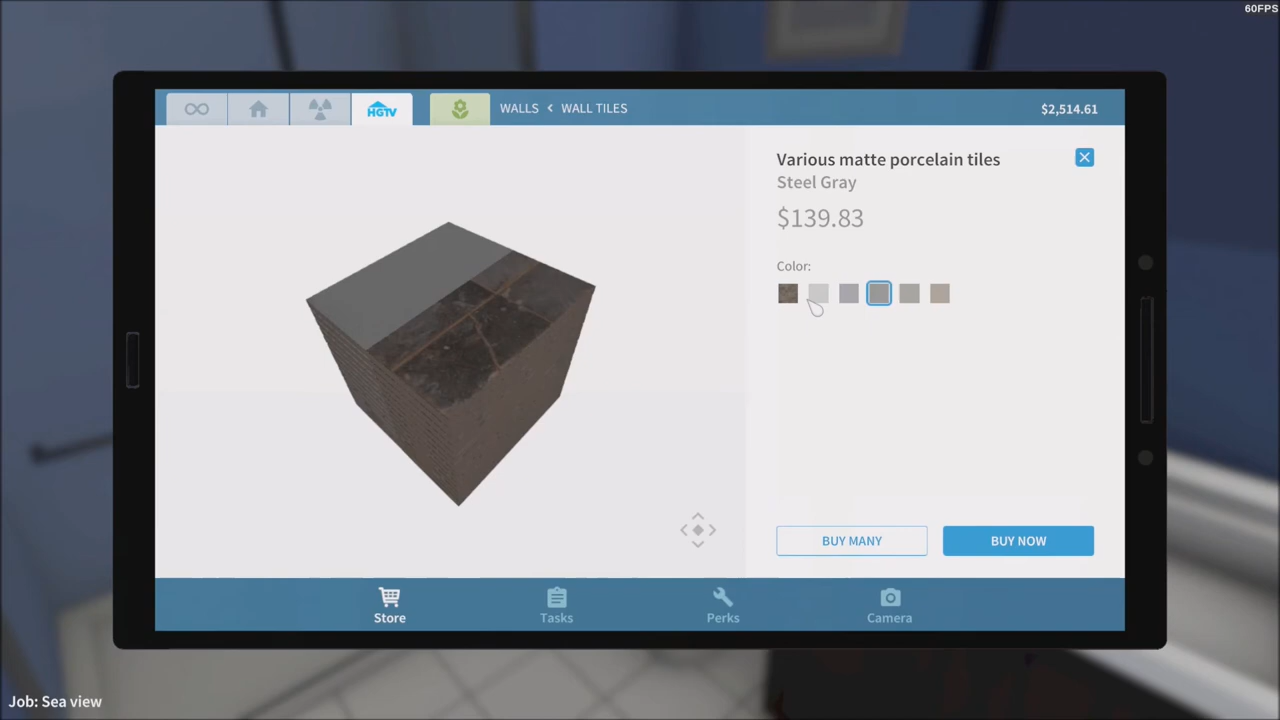 60FPS
HGTV
WALLS < WALL TILES
$2,514.61
Various matte porcelain tiles
Steel Gray
$139.83
Color:
BUY MANY
BUY NOW
Store
Tasks
Perks
Camera
Job: Sea view